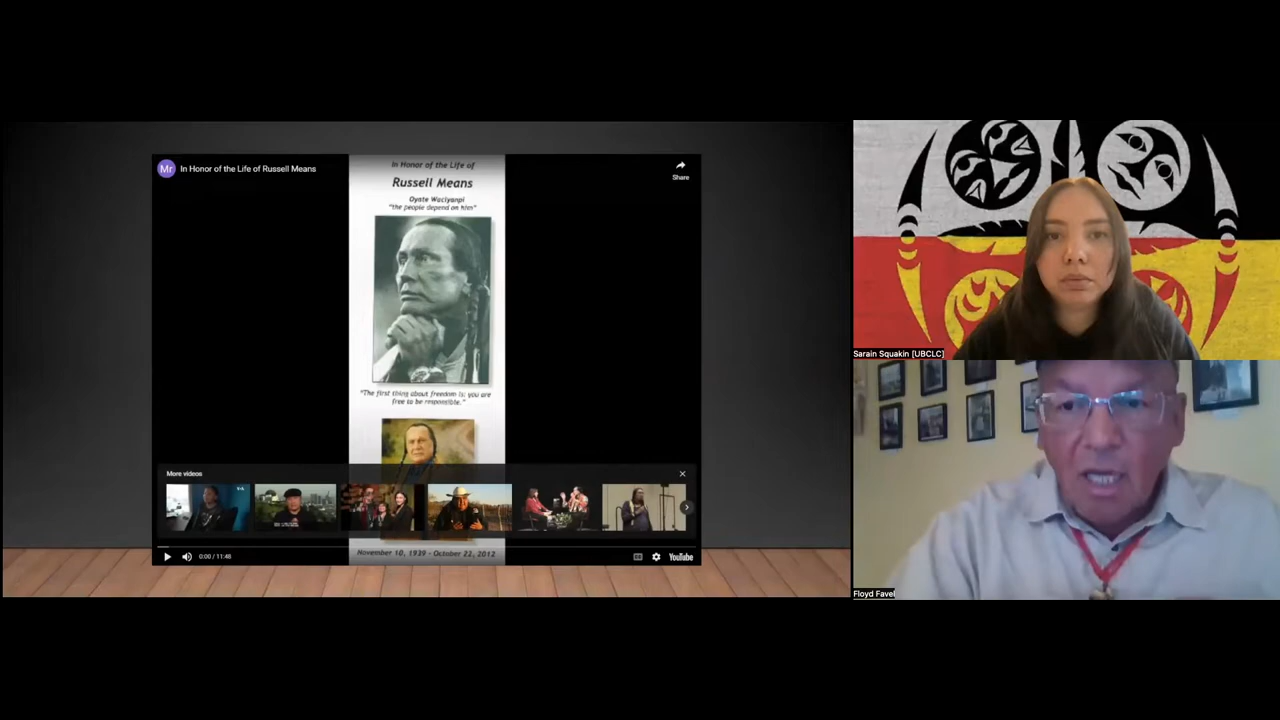 Mr In Honor of the Life of Russell Means
Share
In Honor of the Life of
Russell Means
Oyate Waciyanpi
"the people depend on him"
"The first thing about freedom is; you are
free to be responsible."
More videos
0:00 / 11:48
YouTube
November 10, 1939 - October 22, 2012
Sarain Squakin [UBCLC]
Floyd Favel